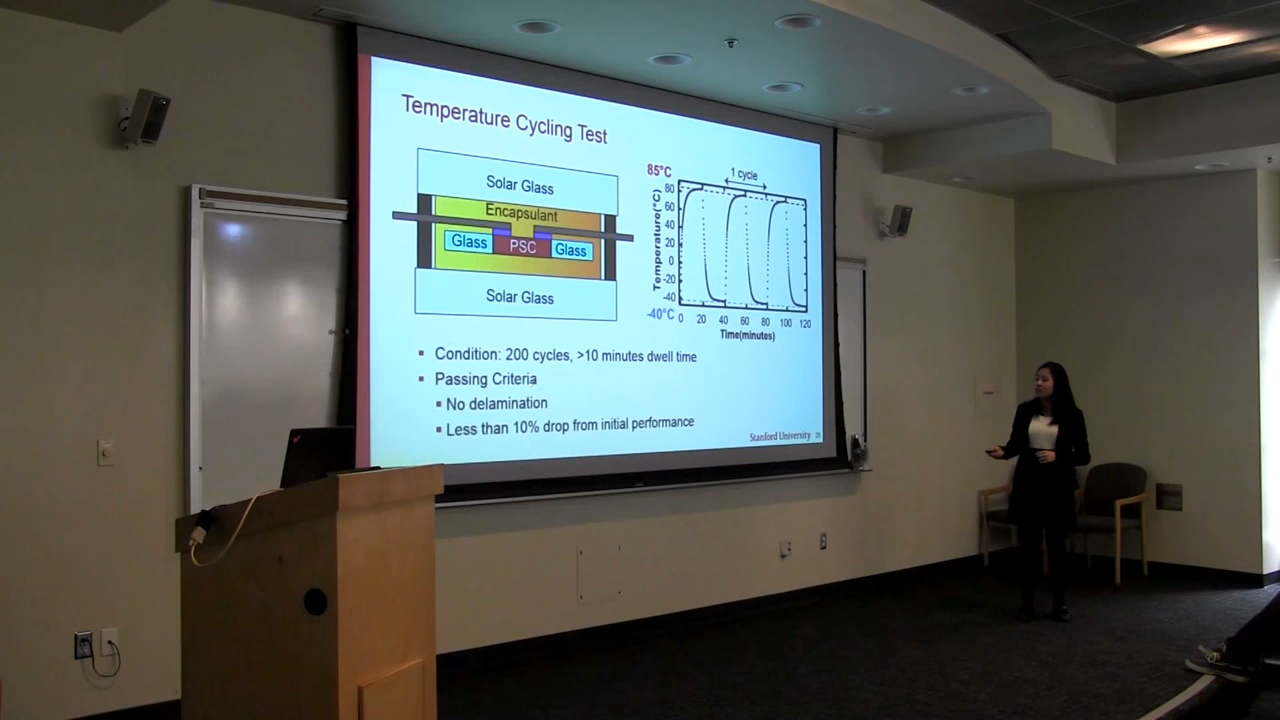 Temperature Cycling Test
Solar Glass
Encapsulant
Glass
PSC
Glass
Solar Glass
85°C
1 cycle
Temperature(°C)
80
60
40
20
0
-20
-40
-40°C
0 20 40 60 80 100 120
Time(minutes)
▪ Condition: 200 cycles, >10 minutes dwell time
▪ Passing Criteria
▪ No delamination
▪ Less than 10% drop from initial performance
Stanford University